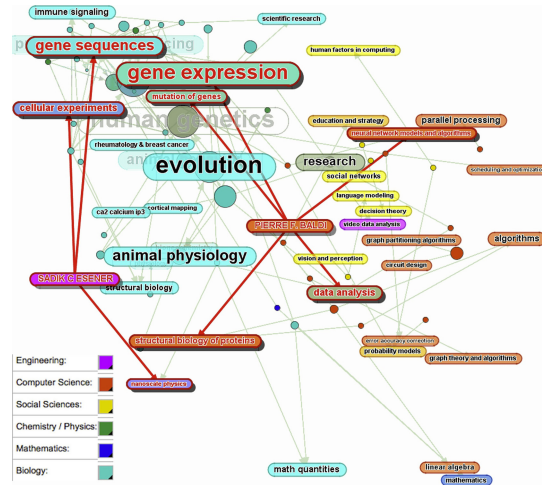 immune signaling
scientific research
gene sequences
human factors in computing
gene expression
mutation of genes
cellular experiments
human genetics
education and strategy
parallel processing
neural network models and algorithms
rheumatology & breast cancer
evolution
research
scheduling and optimization
social networks
language modeling
ca2 calcium ip3
cortical mapping
decision theory
video data analysis
PIERRE F. BALDI
graph partitioning algorithms
algorithms
animal physiology
vision and perception
circuit design
SADIK C ESENER
structural biology
data analysis
structural biology of proteins
error accuracy correction
probability models
graph theory and algorithms
nanoscale physics
Engineering:
Computer Science:
Social Sciences:
Chemistry / Physics:
Mathematics:
Biology:
math quantities
linear algebra
mathematics